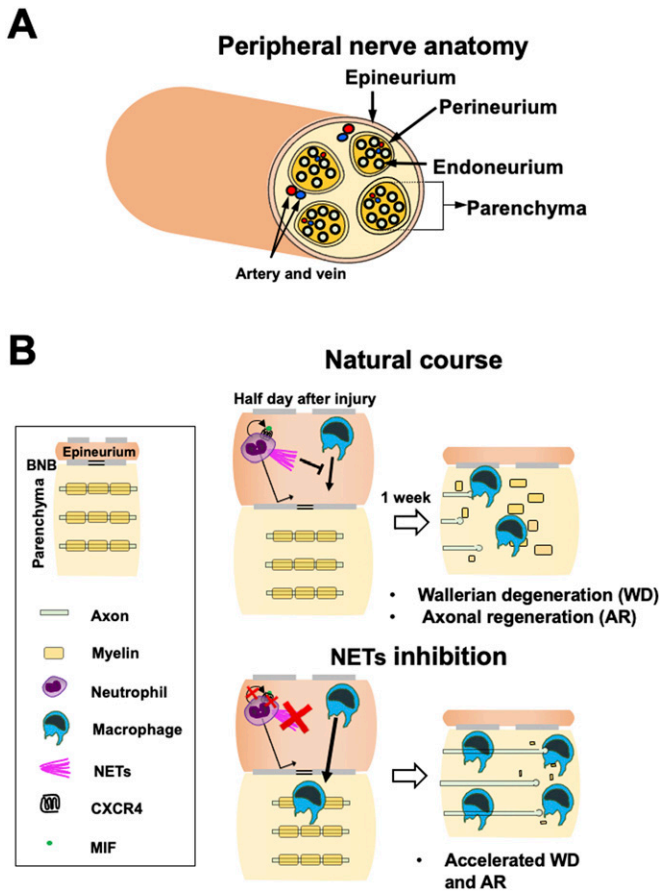 A
Peripheral nerve anatomy
Epineurium
Perineurium
Endoneurium
Parenchyma
Artery and vein
B
Natural course
Half day after injury
Epineurium
BNB
Parenchyma
1 week
Axon
Myelin
Neutrophil
Macrophage
NETs
CXCR4
MIF
• Wallerian degeneration (WD)
• Axonal regeneration (AR)
NETs inhibition
• Accelerated WD
and AR